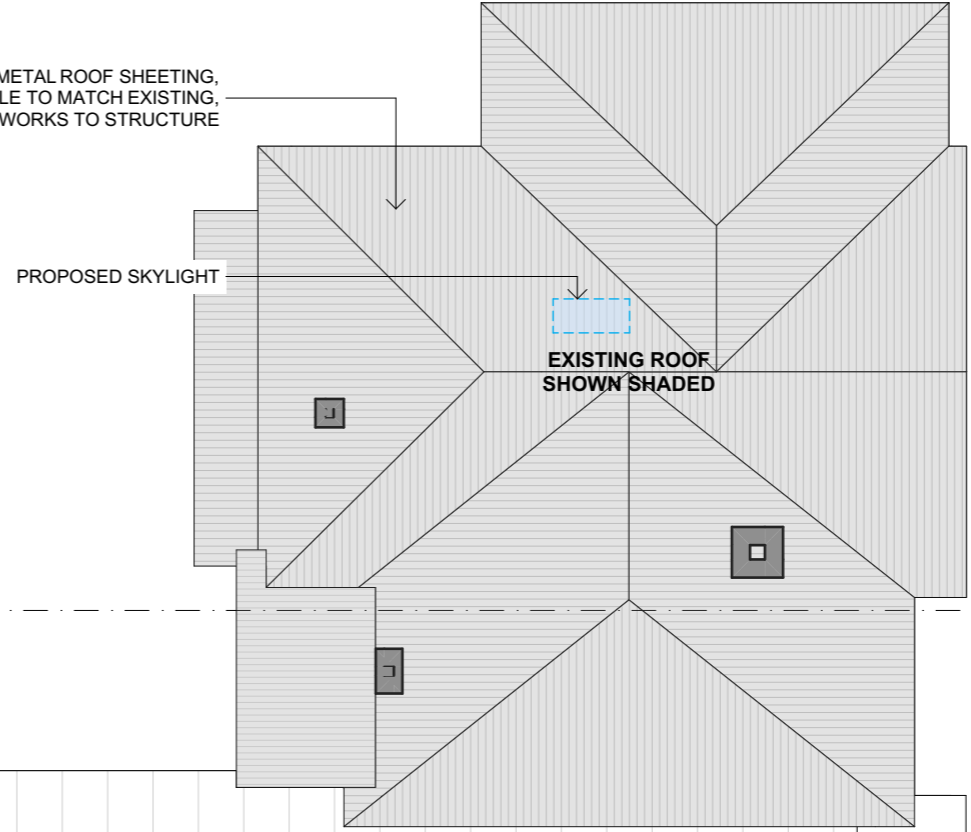 METAL ROOF SHEETING,
LE TO MATCH EXISTING,
WORKS TO STRUCTURE
PROPOSED SKYLIGHT
EXISTING ROOF
SHOWN SHADED